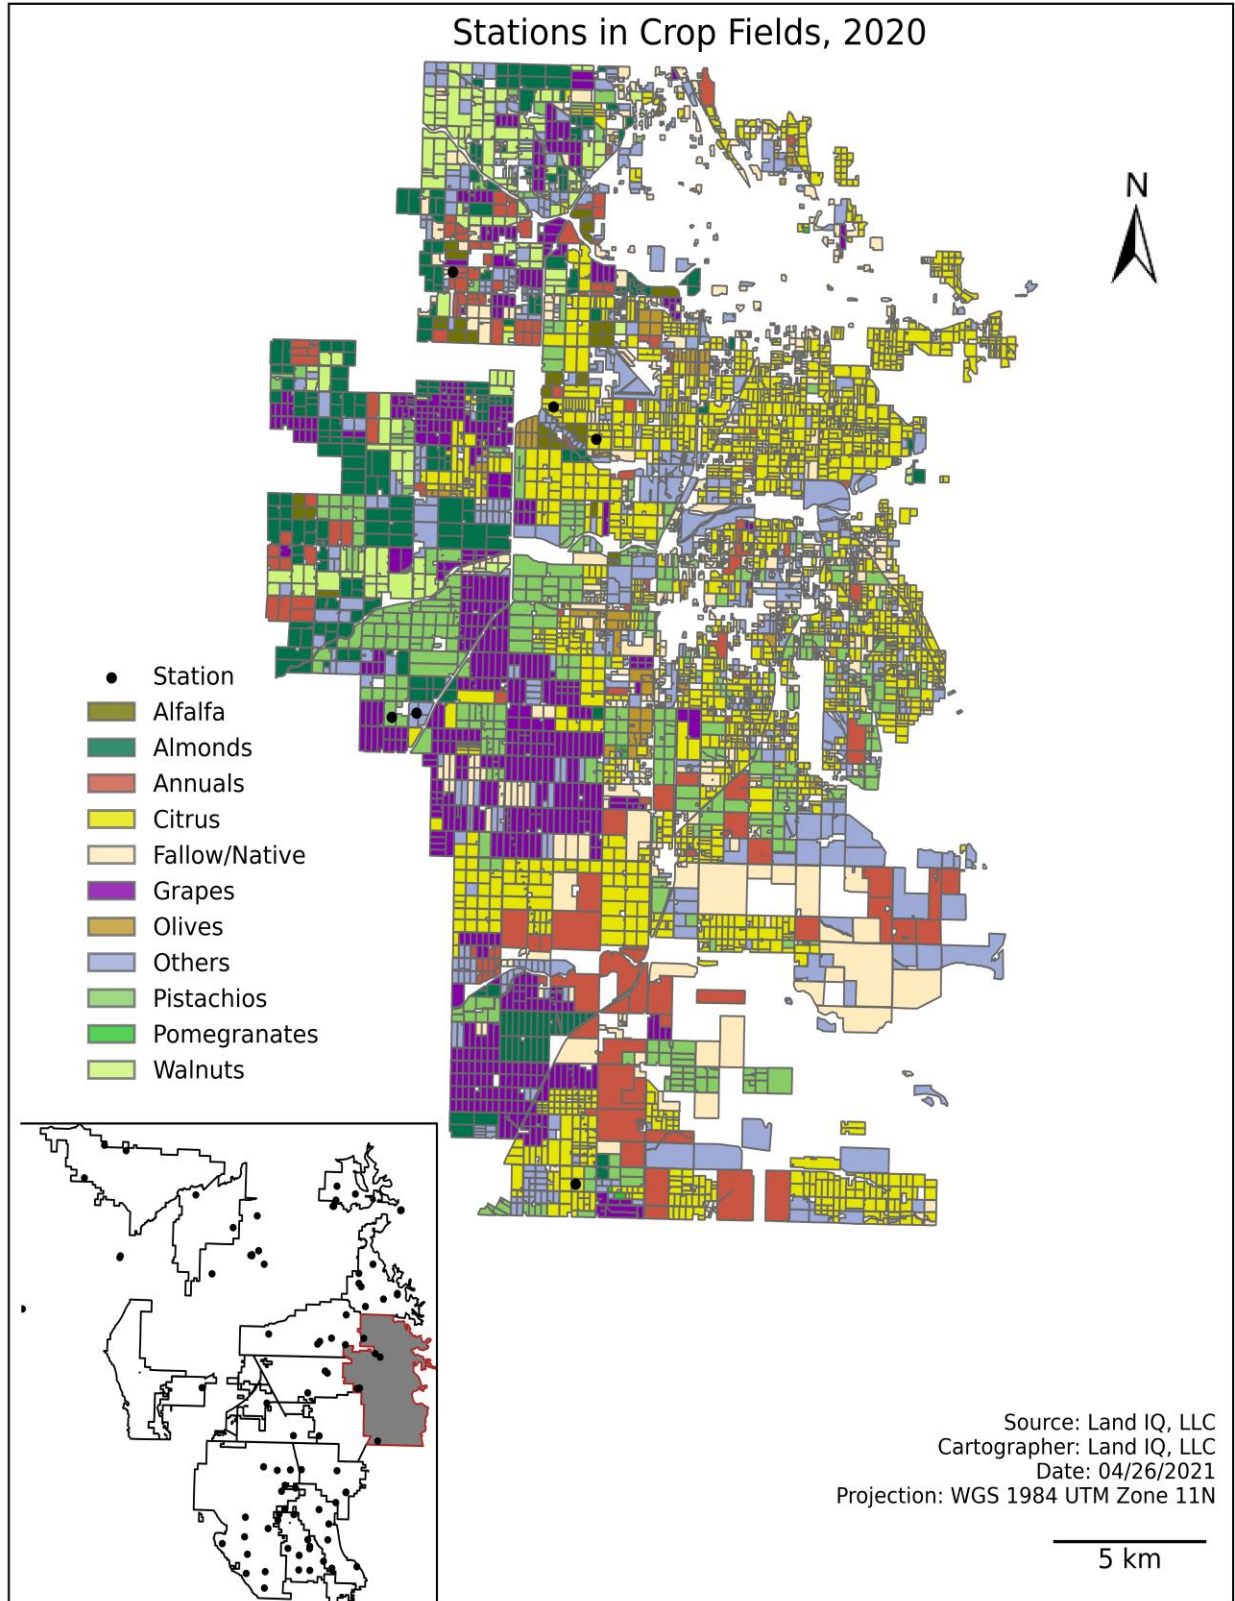 Stations in Crop Fields, 2020
N
Station
Alfalfa
Almonds
Annuals
Citrus
Fallow/Native
Grapes
Olives
Others
Pistachios
Pomegranates
Walnuts
Source: Land IQ, LLC
Cartographer: Land IQ, LLC
Date: 04/26/2021
Projection: WGS 1984 UTM Zone 11N
5 km